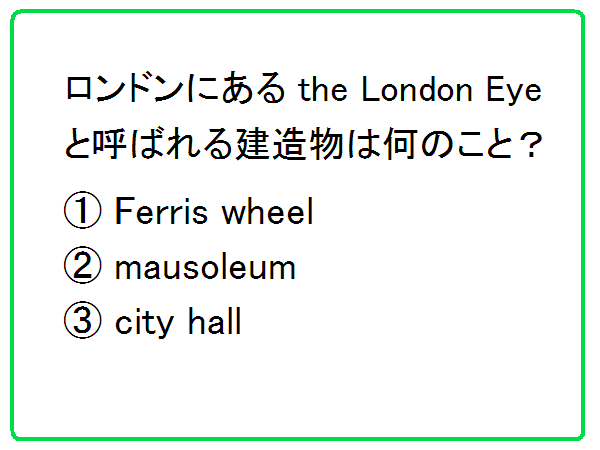 ロンドンにある the London Eye
と呼ばれる建造物は何のこと？
① Ferris wheel
② mausoleum
③ city hall